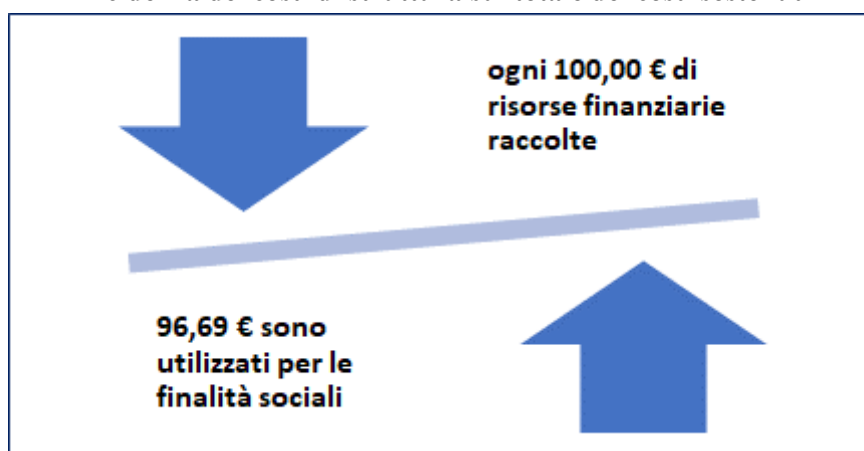 ogni 100,00 € di
risorse finanziarie
raccolte
96,69 € sono
utilizzati per le
finalità sociali